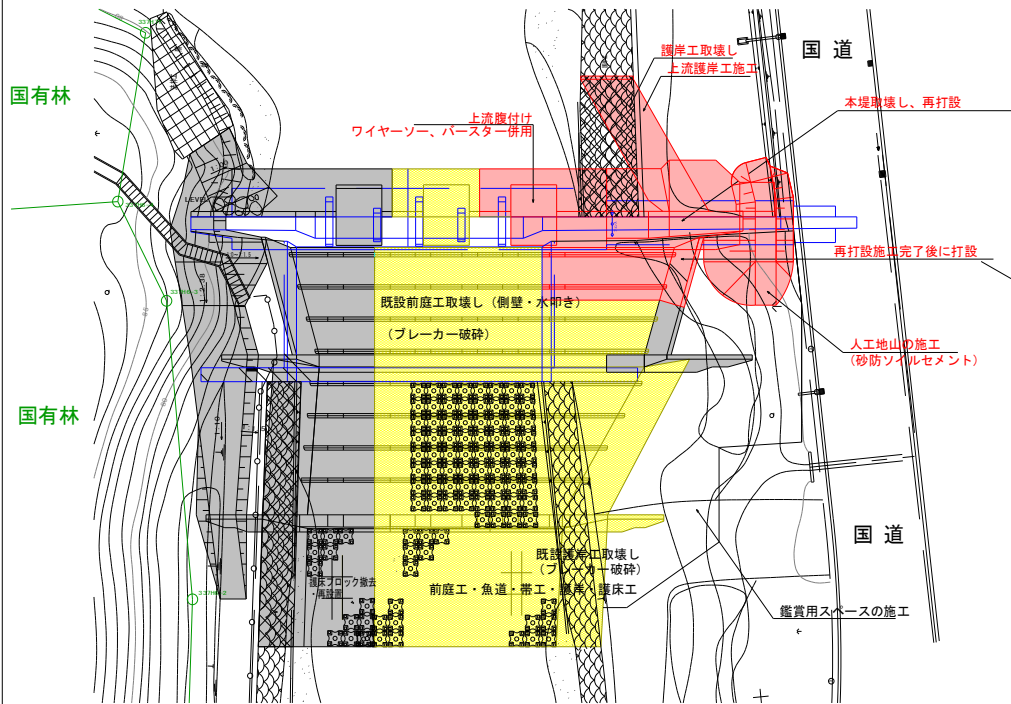 国有林
国有林
国 道
国 道
護岸工取壊し
上流護岸工施工
本堤取壊し、再打設
上流腹付け
ワイヤーソー、バースター併用
再打設施工完了後に打設
既設前庭工取壊し（側壁・水叩き）
（ブレーカー破砕）
人工地山の施工
（砂防ソイルセメント）
既設護岸工取壊し
（ブレーカー破砕）
護床ブロック撤去
・再設置
前庭工・魚道・帯工・護岸・護床工
鑑賞用スペースの施工